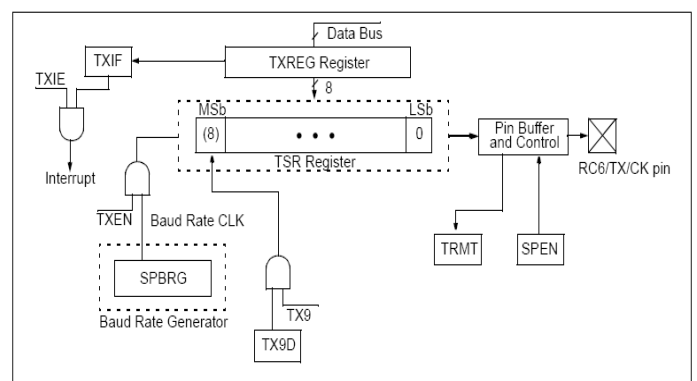 Data Bus
TXIF
TXREG Register
TXIE
8
MSb
LSb
(8)
• • •
0
TSR Register
Pin Buffer
and Control
RC6/TX/CK pin
Interrupt
TXEN
Baud Rate CLK
TRMT
SPEN
SPBRG
Baud Rate Generator
TX9
TX9D